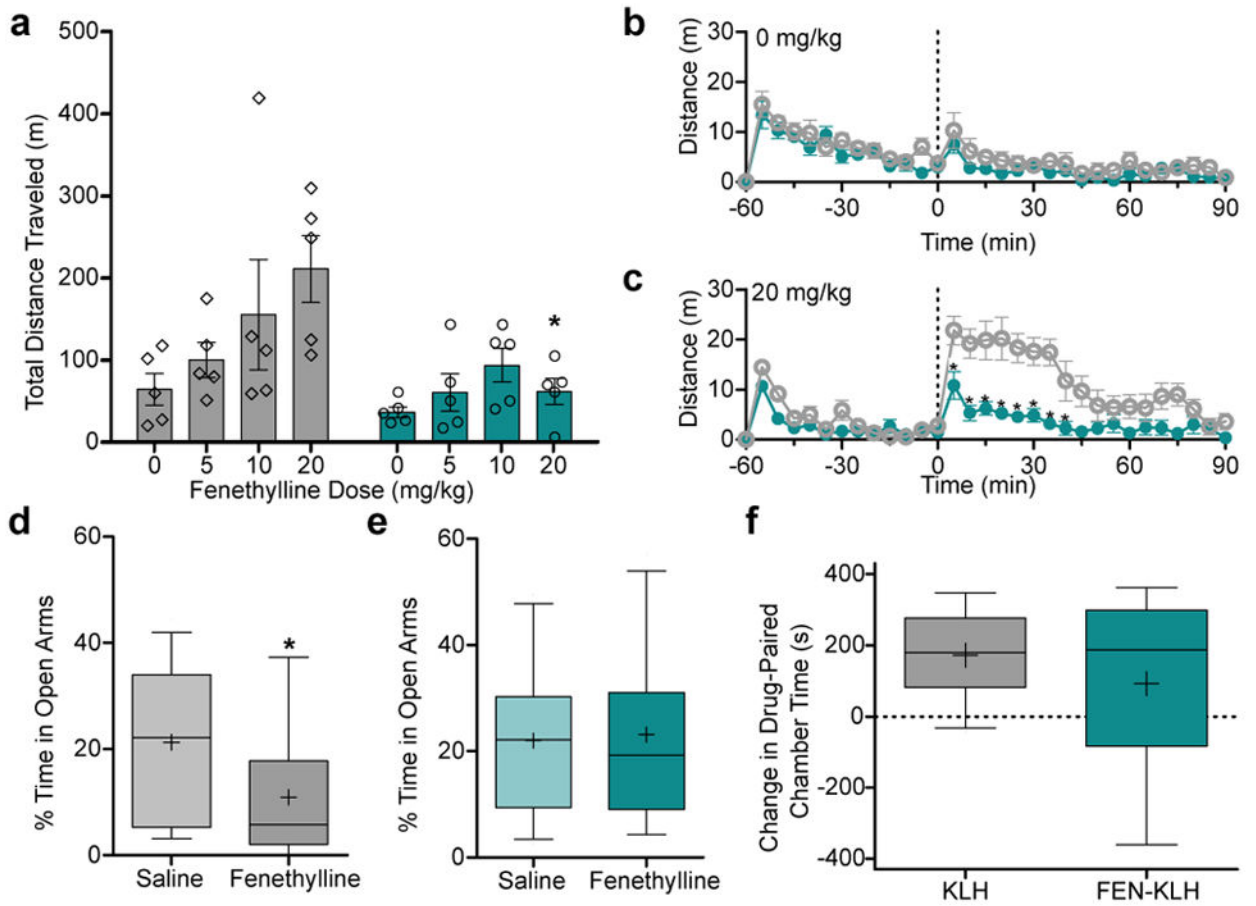 a
500
400
300
200
100
0
Total Distance Traveled (m)
*
0 5 10 20 0 5 10 20
Fenethylline Dose (mg/kg)
b
0 mg/kg
30
20
10
0
Distance (m)
-60 -30 0 30 60 90
Time (min)
c
20 mg/kg
30
20
10
0
Distance (m)
* * * * * * * *
-60 -30 0 30 60 90
Time (min)
d
60
40
20
0
% Time in Open Arms
*
Saline Fenethylline
e
60
40
20
0
% Time in Open Arms
Saline Fenethylline
f
400
200
0
-200
-400
Change in Drug-Paired
Chamber Time (s)
KLH FEN-KLH